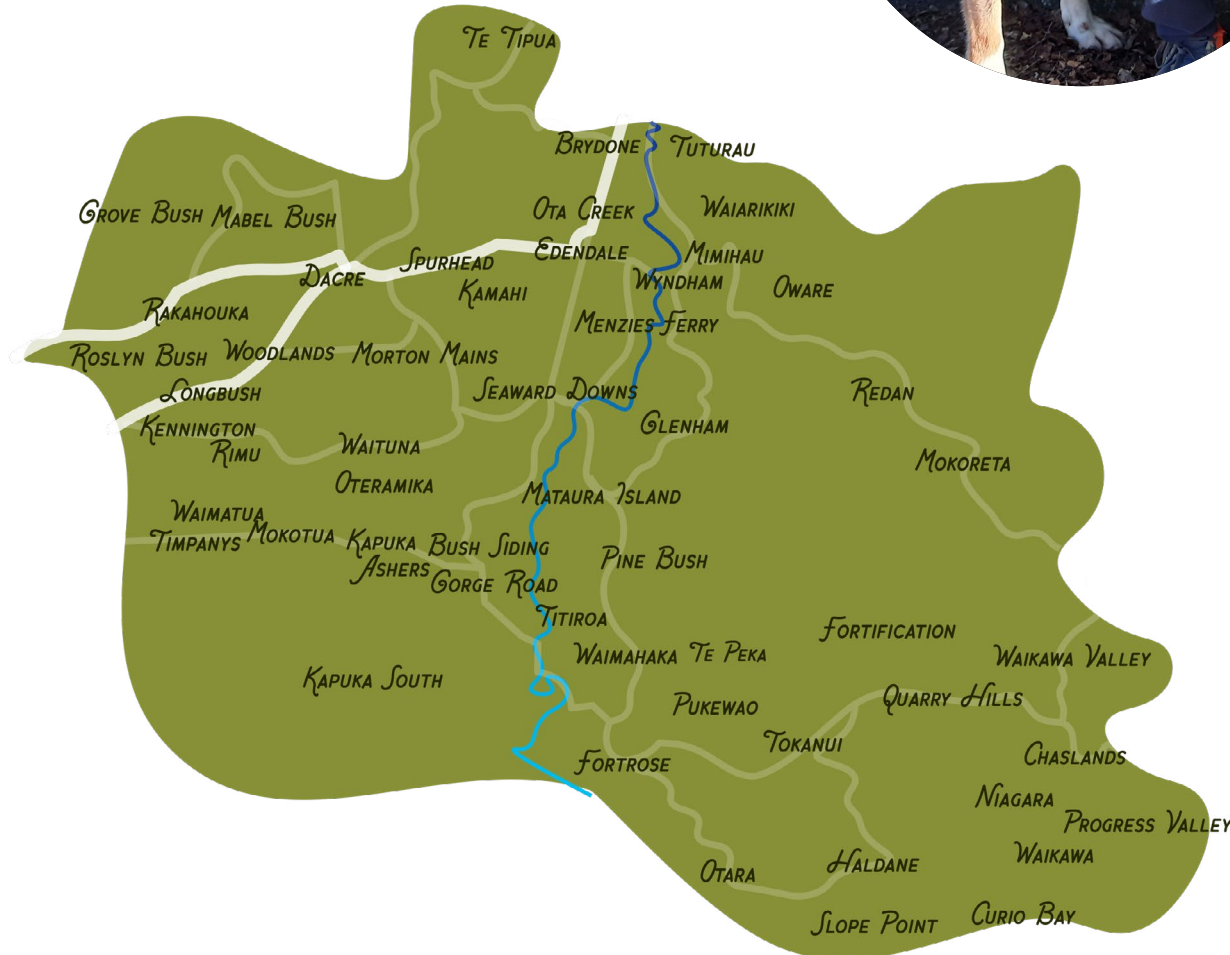 Te Tipua
Brydone
Tuturau
Grove Bush
Mabel Bush
Ota Creek
Waiarikiki
Edendale
Mimihau
Spurhead
Dacre
Kamahi
Wyndham
Oware
Rakahouka
Menzies Ferry
Roslyn Bush
Woodlands
Morton Mains
Longbush
Seaward Downs
Redan
Kennington
Glenham
Rimu
Waituna
Mokoreta
Oteramika
Mataura Island
Waimatua
Timpanys
Mokotua
Kapuka
Bush Siding
Pine Bush
Ashers
Gorge Road
Titiroa
Fortification
Waimahaka
Te Peka
Waikawa Valley
Kapuka South
Quarry Hills
Pukewao
Tokanui
Chaslands
Fortrose
Niagara
Progress Valley
Waikawa
Haldane
Otara
Slope Point
Curio Bay